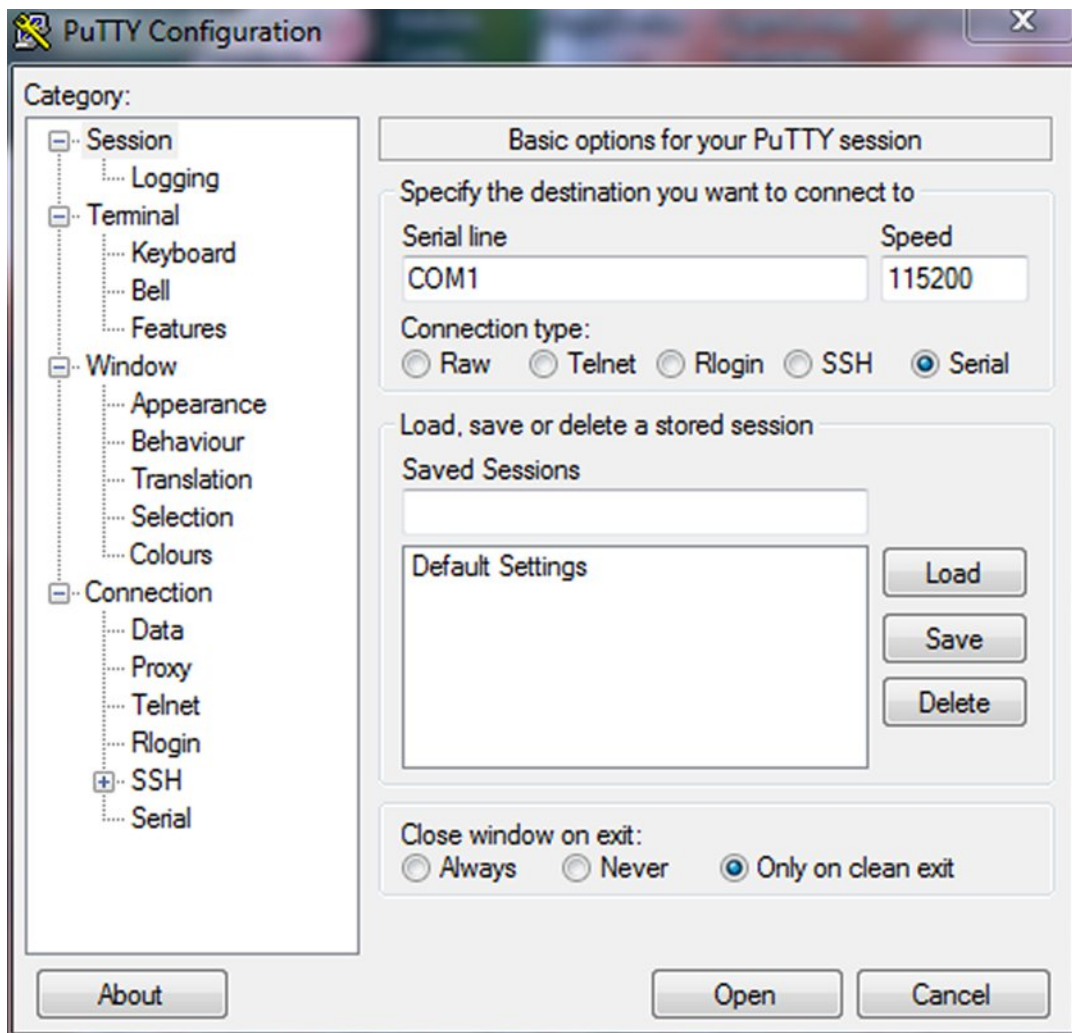 PuTTY Configuration
X
Category:
Session
Logging
Terminal
Keyboard
Bell
Features
Window
Appearance
Behaviour
Translation
Selection
Colours
Connection
Data
Proxy
Telnet
Rlogin
SSH
Serial
Basic options for your PuTTY session
Specify the destination you want to connect to
Serial line Speed
COM1 115200
Connection type:
Raw Telnet Rlogin SSH Serial
Load, save or delete a stored session
Saved Sessions
Default Settings
Load
Save
Delete
Close window on exit:
Always Never Only on clean exit
About Open Cancel